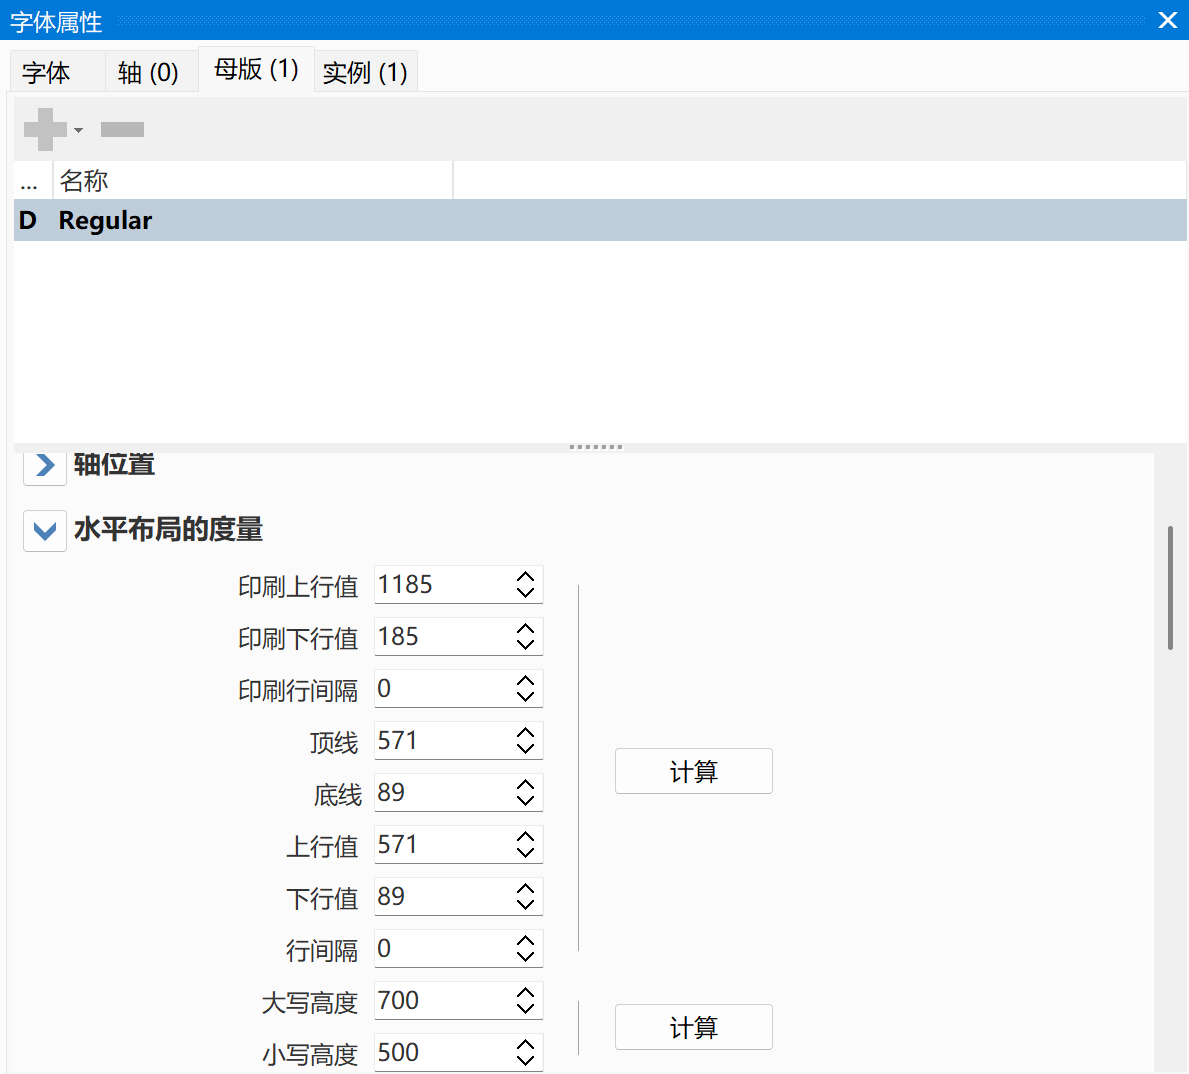 字体属性
字体
轴 (0)
母版 (1)
实例 (1)
... 名称
D Regular
轴位置
水平布局的度量
印刷上行值 1185
印刷下行值 185
印刷行间隔 0
顶线 571
计算
底线 89
上行值 571
下行值 89
行间隔 0
大写高度 700
计算
小写高度 500